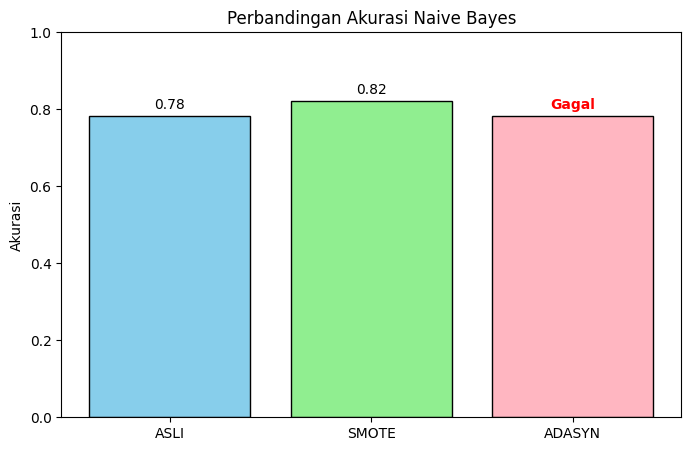 Perbandingan Akurasi Naive Bayes
1.0
0.8
0.6
0.4
0.2
0.0
Akurasi
0.78
0.82
Gagal
ASLI
SMOTE
ADASYN